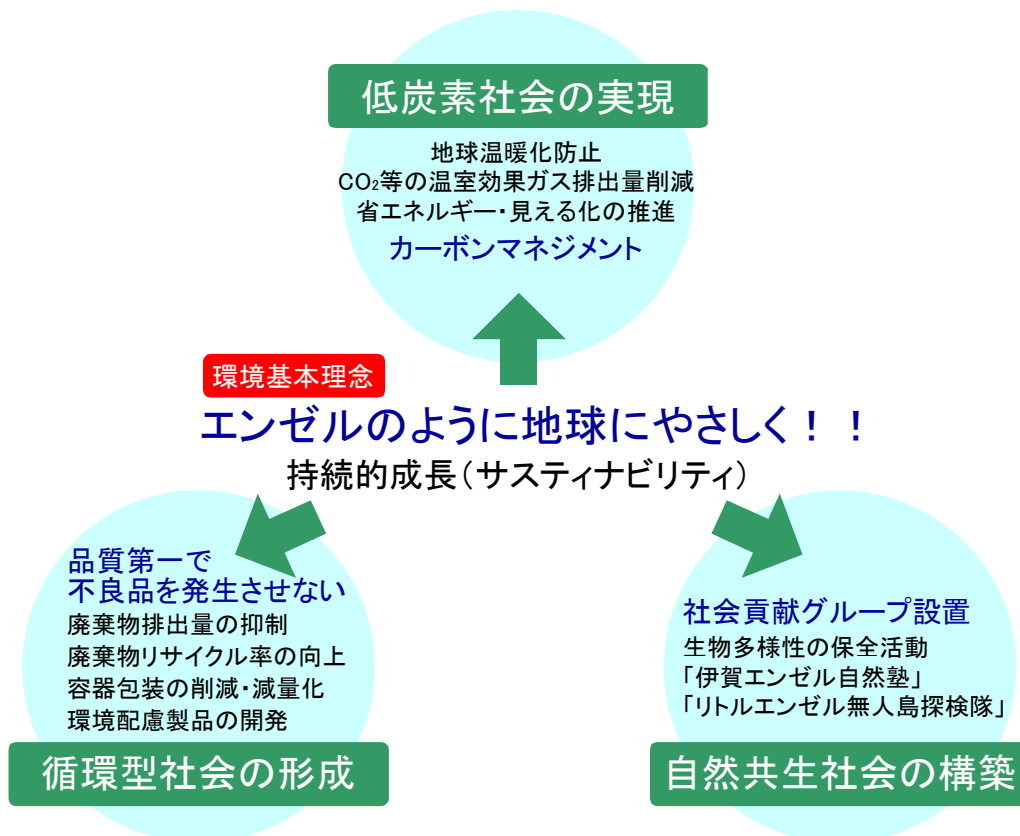 低炭素社会の実現
地球温暖化防止
CO₂等の温室効果ガス排出量削減
省エネルギー・見える化の推進
カーボンマネジメント
環境基本理念
エンゼルのように地球にやさしく！！
持続的成長（サスティナビリティ）
品質第一で
不良品を発生させない
廃棄物排出量の抑制
廃棄物リサイクル率の向上
容器包装の削減・減量化
環境配慮製品の開発
循環型社会の形成
社会貢献グループ設置
生物多様性の保全活動
「伊賀エンゼル自然塾」
「リトルエンゼル無人島探検隊」
自然共生社会の構築